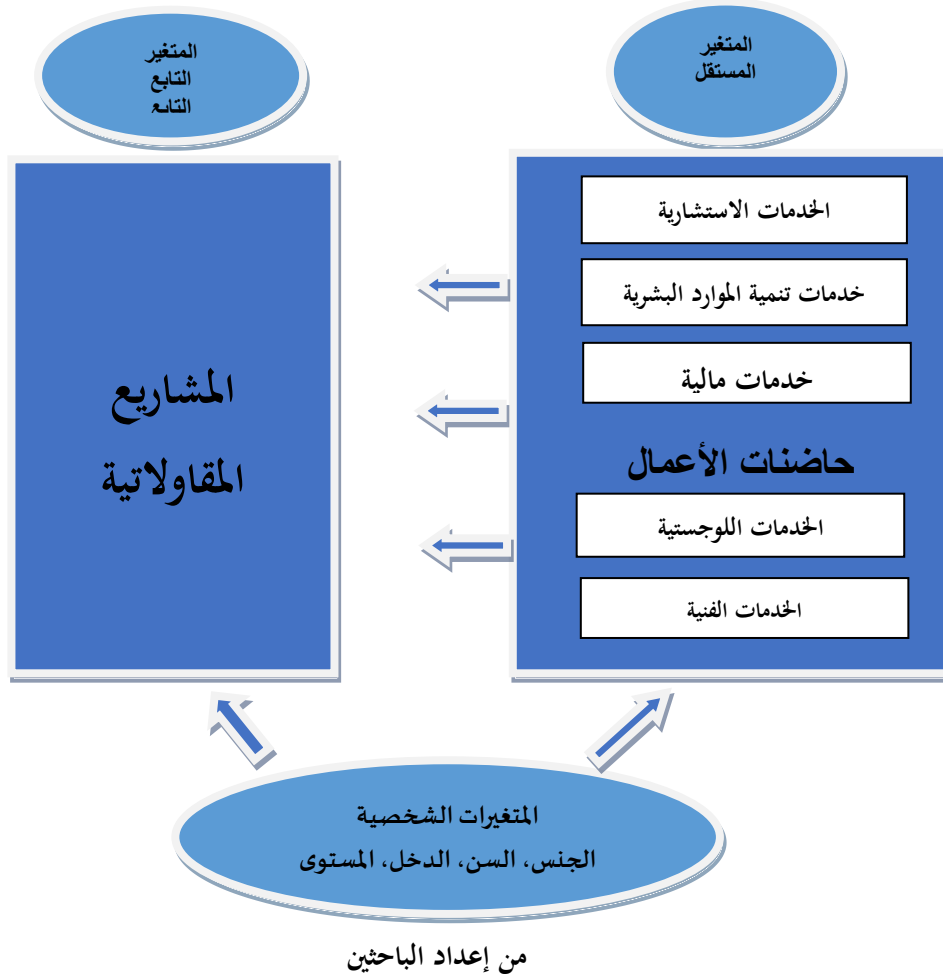 المتغير
المستقل
المتغير
التابع
التابع
الخدمات الاستشارية
خدمات تنمية الموارد البشرية
خدمات مالية
حاضنات الأعمال
الخدمات اللوجستية
الخدمات الفنية
المشاريع
المقاولاتية
المتغيرات الشخصية
الجنس، السن، الدخل، المستوى
من إعداد الباحثين